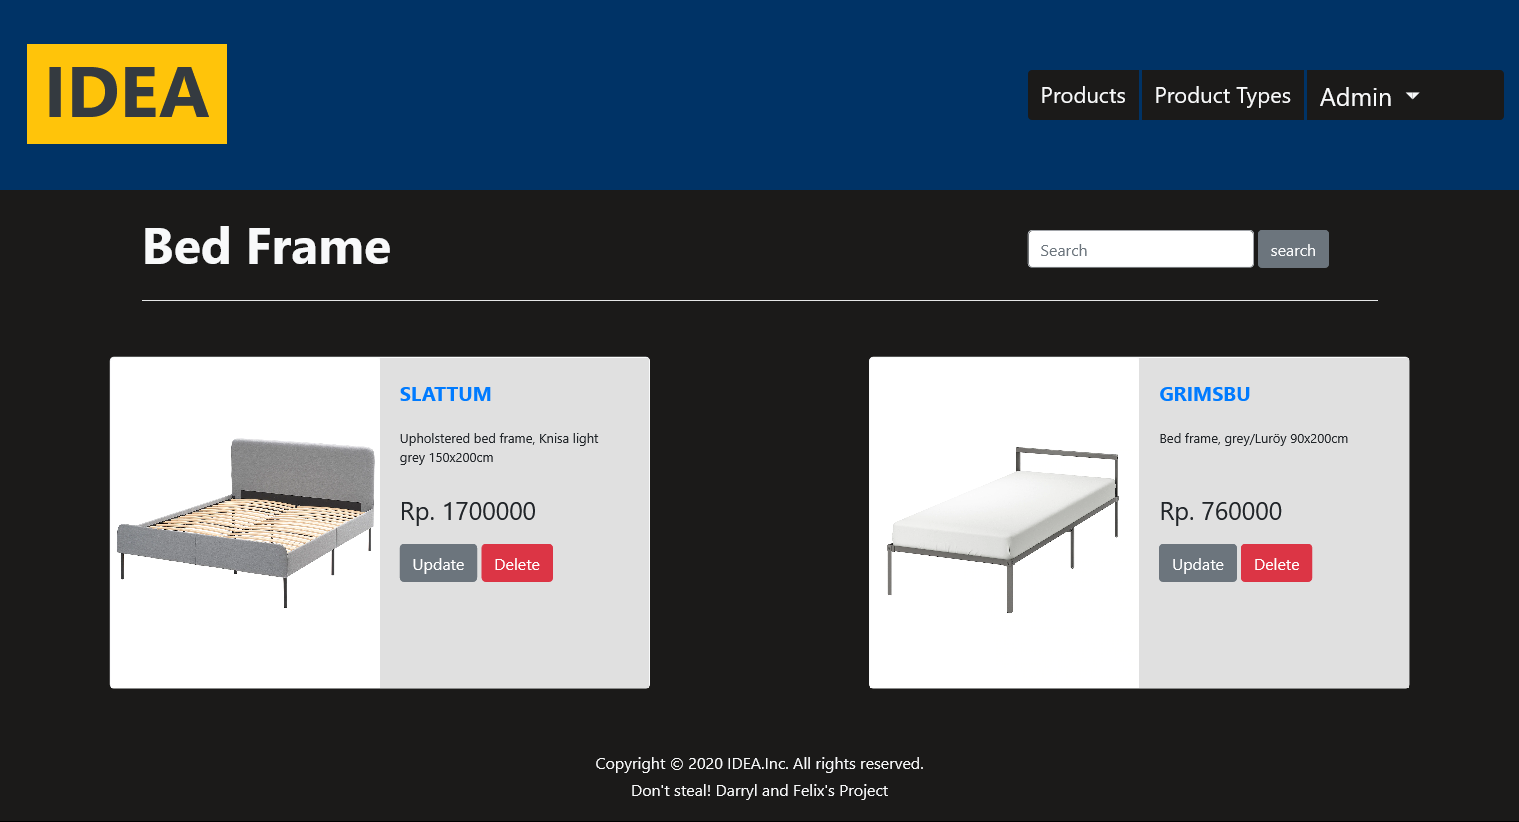 IDEA
Products
Product Types
Admin
Bed Frame
Search
search
SLATTUM
Upholstered bed frame, Knisa light
grey 150x200cm
Rp. 1700000
Update
Delete
GRIMSBU
Bed frame, grey/Luröy 90x200cm
Rp. 760000
Update
Delete
Copyright © 2020 IDEA.Inc. All rights reserved.
Don't steal! Darryl and Felix's Project